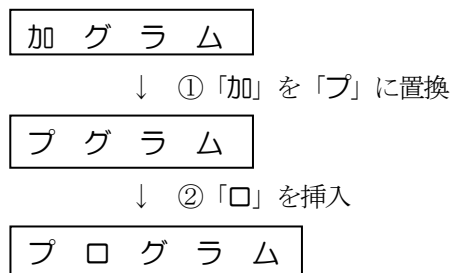 加 グ ラ ム
↓ ①「加」を「プ」に置換
プ グ ラ ム
↓ ②「ロ」を挿入
プ ロ グ ラ ム